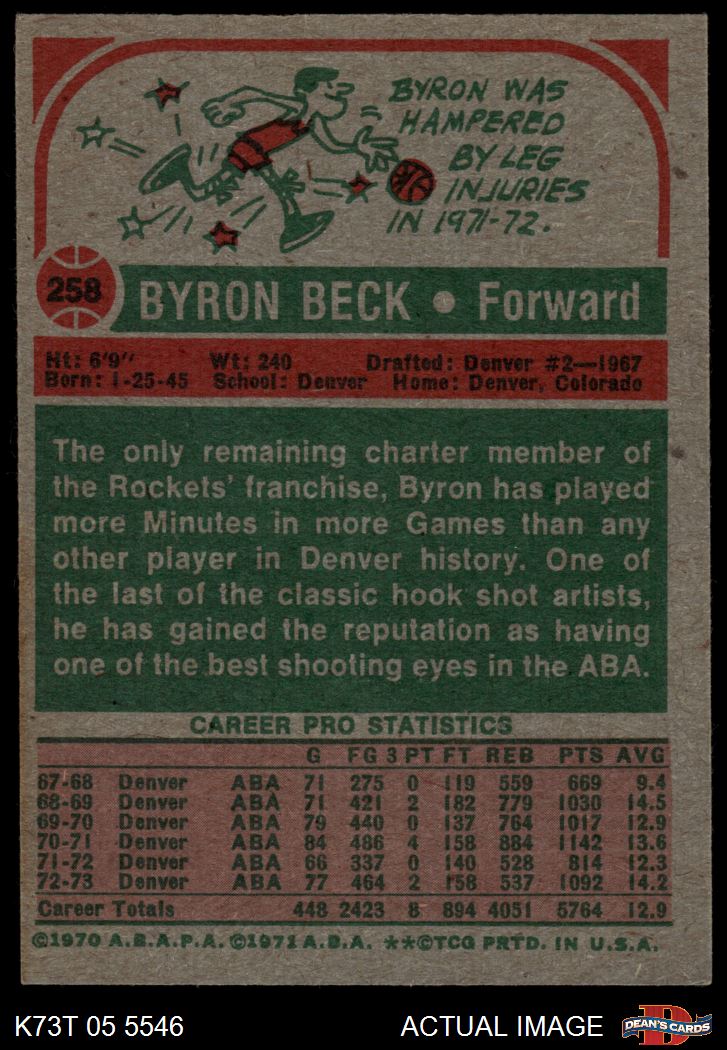 BYRON WAS
HAMPERED
BY LEG
INJURIES
IN 1971-72.
258 BYRON BECK • Forward
Ht: 6'9" Wt: 240 Drafted: Denver #2—1967
Born: 1-25-45 School: Denver Home: Denver, Colorado
The only remaining charter member of
the Rockets' franchise, Byron has played
more Minutes in more Games than any
other player in Denver history. One of
the last of the classic hook shot artists,
he has gained the reputation as having
one of the best shooting eyes in the ABA.
CAREER PRO STATISTICS
G FG 3 PT FT REB PTS AVG
67-68 Denver ABA 71 275 0 119 559 669 9.4
68-69 Denver ABA 71 421 2 182 779 1030 14.5
69-70 Denver ABA 79 440 0 137 764 1017 12.9
70-71 Denver ABA 84 486 4 158 884 1142 13.6
71-72 Denver ABA 66 337 0 140 528 814 12.3
72-73 Denver ABA 77 464 2 158 537 1092 14.2
Career Totals 448 2423 8 894 4051 5764 12.9
©1970 A.B.A.P.A. ©1971 A.B.A. **©TCG PRTD. IN U.S.A.
K73T 05 5546 ACTUAL IMAGE D DEAN'S CARDS